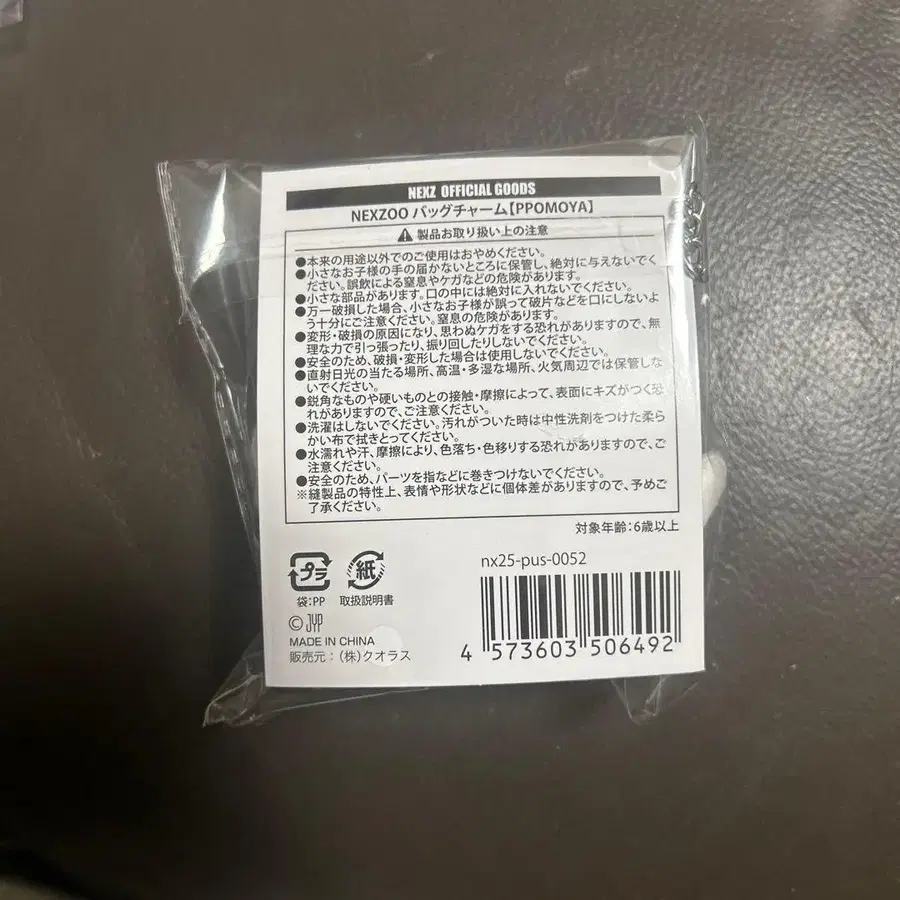 NEXZ OFFICIAL GOODS
NEXZOO バッグチャーム【PPOMOYA】
製品お取り扱い上の注意
●本来の用途以外でのご使用はおやめください。
●小さなお子様の手の届かないところに保管し、絶対に与えないでく
ださい。誤飲による窒息やケガなどの危険があります。
●小さな部品があります。口の中には絶対に入れないでください。
●万一破損した場合、小さなお子様が誤って破片などを口にしないよ
う十分にご注意ください。窒息の危険があります。
●変形・破損の原因になり、思わぬケガをする恐れがありますので、無
理な力で引っ張ったり、振り回したりしないでください。
●安全のため、破損・変形した場合は使用しないでください。
●直射日光の当たる場所、高温・多湿な場所、火気周辺では保管しな
いでください。
●鋭角なものや硬いものとの接触・摩擦によって、表面にキズがつく恐
れがありますので、ご注意ください。
●洗濯はしないでください。汚れがついた時は中性洗剤をつけた柔ら
かい布で拭きとってください。
●水濡れや汗、摩擦により、色落ち・色移りする恐れがありますので、ご
注意ください。
●安全のため、パーツを指などに巻きつけないでください。
※縫製品の特性上、表情や形状などに個体差がありますので、予めご
了承ください。
対象年齢:6歳以上
nx25-pus-0052
プラ
紙
袋:PP
取扱説明書
© JYP
MADE IN CHINA
販売元：(株)クオラス
4 573603 506492